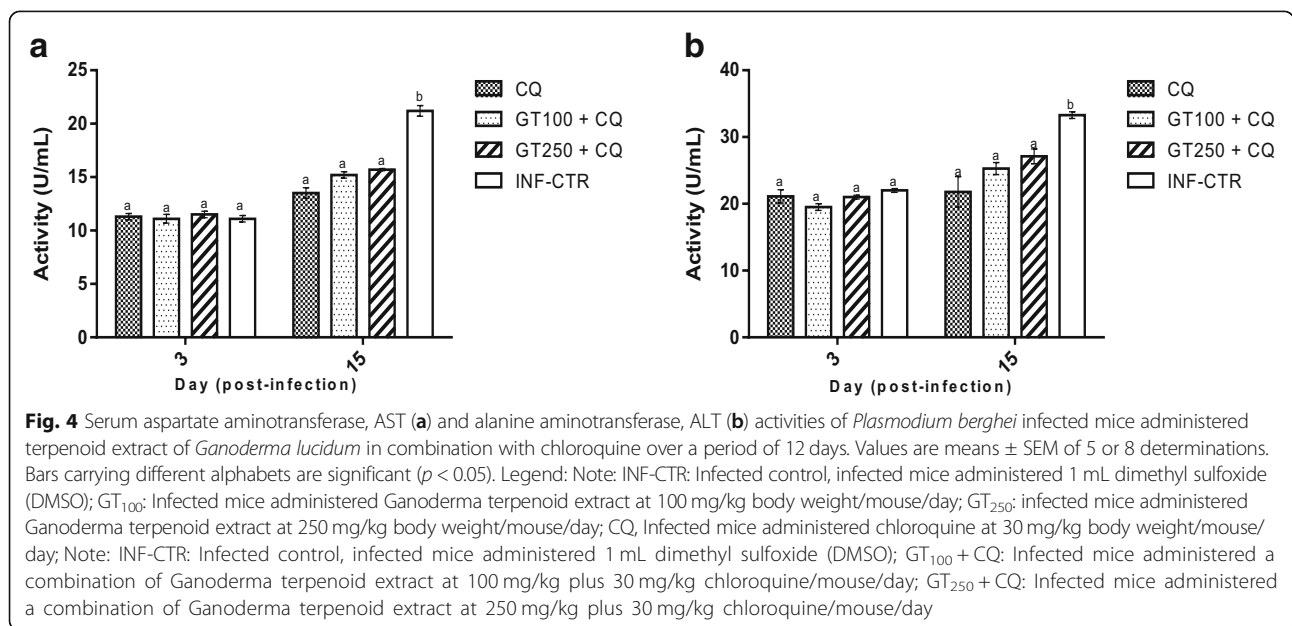 a
25
20
15
10
5
0
Activity (U/mL)
a a a a
a a a b
3 15
Day (post-infection)
CQ
GT100 + CQ
GT250 + CQ
INF-CTR
b
40
30
20
10
0
Activity (U/mL)
a a a a
a a a b
3 15
Day (post-infection)
CQ
GT100 + CQ
GT250 + CQ
INF-CTR
Fig. 4 Serum aspartate aminotransferase, AST (a) and alanine aminotransferase, ALT (b) activities of Plasmodium berghei infected mice administered
terpenoid extract of Ganoderma lucidum in combination with chloroquine over a period of 12 days. Values are means ± SEM of 5 or 8 determinations.
Bars carrying different alphabets are significant (p < 0.05). Legend: Note: INF-CTR: Infected control, infected mice administered 1 mL dimethyl sulfoxide
(DMSO); GT100: Infected mice administered Ganoderma terpenoid extract at 100 mg/kg body weight/mouse/day; GT250: infected mice administered
Ganoderma terpenoid extract at 250 mg/kg body weight/mouse/day; CQ, Infected mice administered chloroquine at 30 mg/kg body weight/mouse/
day; Note: INF-CTR: Infected control, infected mice administered 1 mL dimethyl sulfoxide (DMSO); GT100 + CQ: Infected mice administered a
combination of Ganoderma terpenoid extract at 100 mg/kg plus 30 mg/kg chloroquine/mouse/day; GT250 + CQ: Infected mice administered
a combination of Ganoderma terpenoid extract at 250 mg/kg plus 30 mg/kg chloroquine/mouse/day